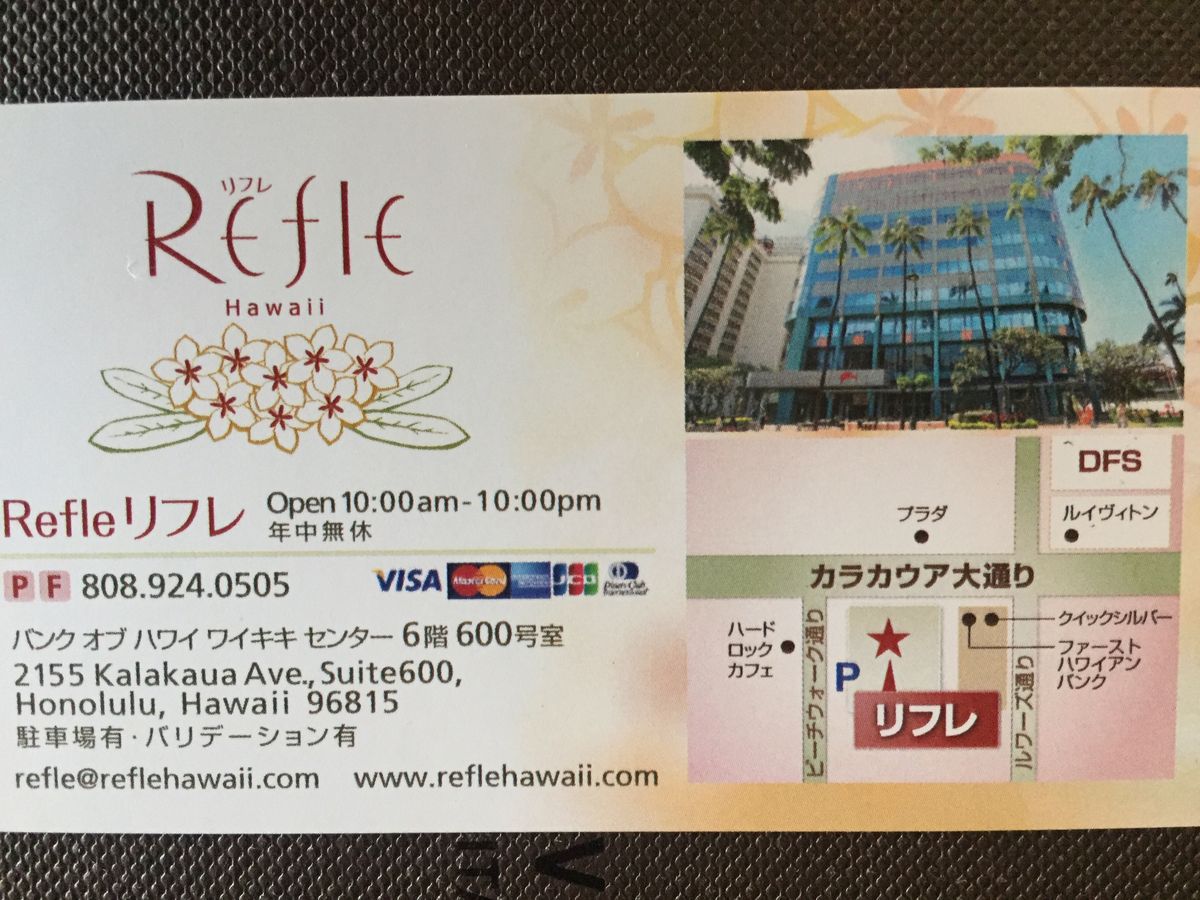 リフレ
Refle
Hawaii
Refle リフレ
Open 10:00am-10:00pm
年中無休
P F 808.924.0505
VISA MasterCard JCB Diners Club International
バンク オブ ハワイ ワイキキ センター 6階 600号室
2155 Kalakaua Ave., Suite600,
Honolulu, Hawaii 96815
駐車場有・バリデーション有
refle@reflehawaii.com www.reflehawaii.com
DFS
プラダ
ルイヴィトン
カラカウア大通り
ハード
ロック
カフェ
ビーチウォーク通り
P
リフレ
ルワーズ通り
クイックシルバー
ファースト
ハワイアン
バンク